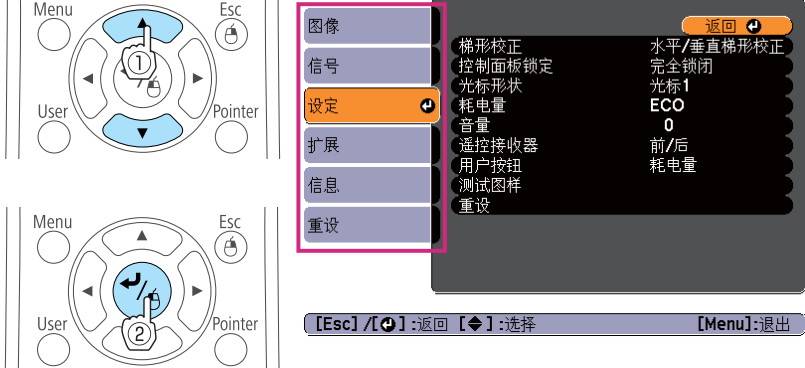 Menu
Esc
①
User
Pointer
Menu
Esc
②
User
Pointer
图像
信号
设定
扩展
信息
重设
返回
梯形校正 水平/垂直梯形校正
控制面板锁定 完全锁闭
光标形状 光标1
耗电量 ECO
音量 0
遥控接收器 前/后
用户按钮 耗电量
测试图样
重设
[Esc] /[ ] :返回 [ ] :选择 [Menu]:退出